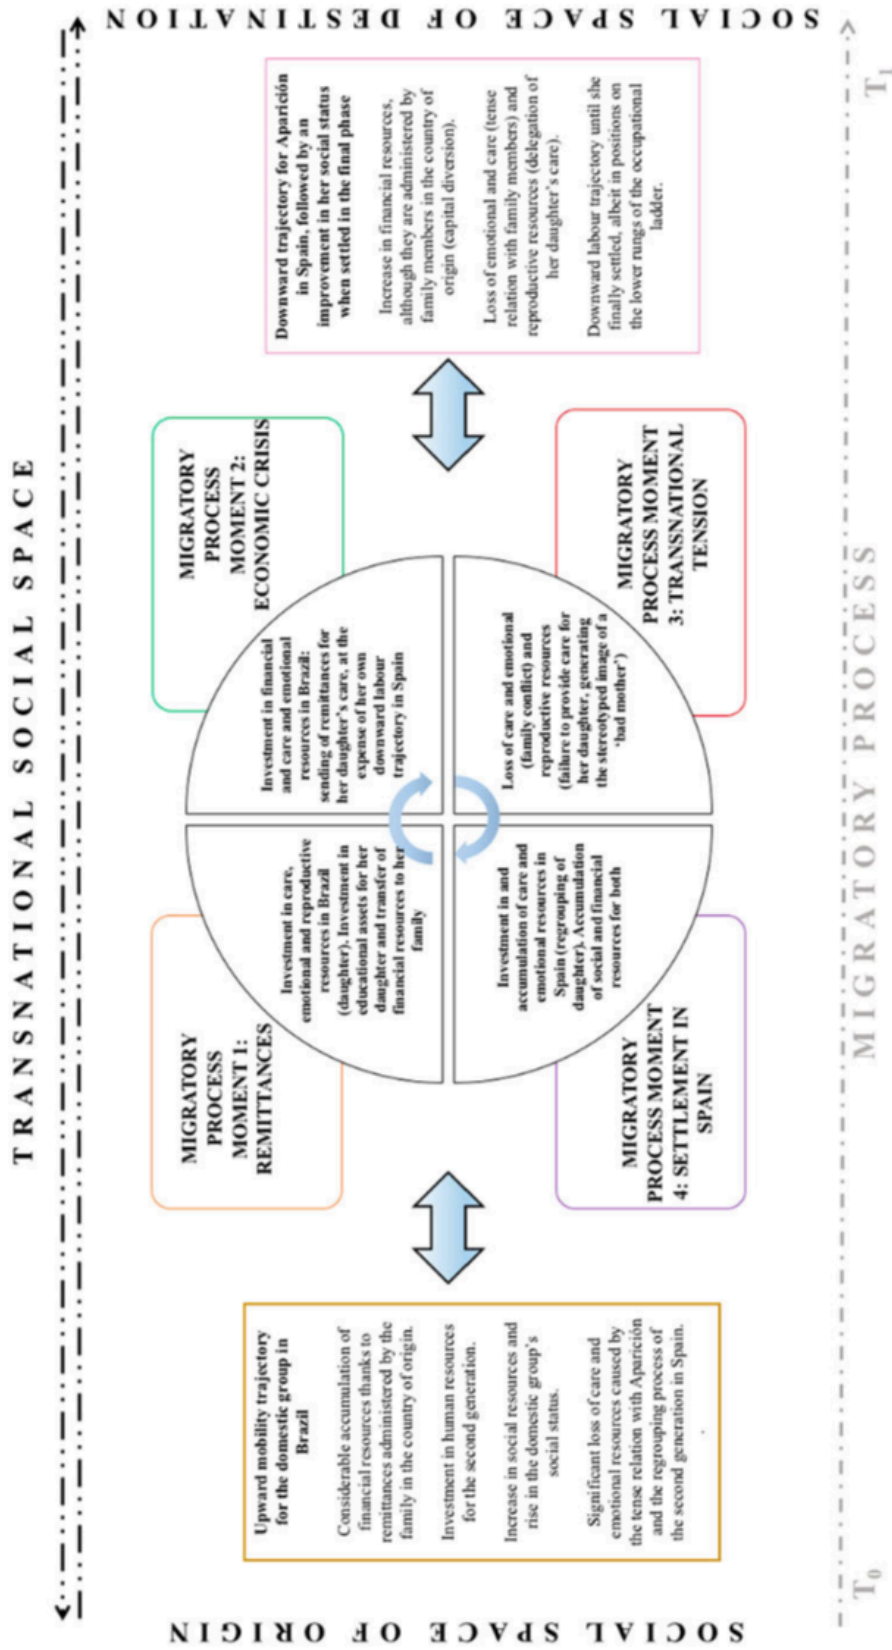 TRANSNATIONAL SOCIAL SPACE
SOCIAL SPACE OF ORIGIN
Upward mobility trajectory
for the domestic group in
Brazil
Considerable accumulation of
financial resources thanks to
remittances administered by the
family in the country of origin.
Investment in human resources
for the second generation.
Increase in social resources and
rise in the domestic group's
social status.
Significant loss of care and
emotional resources caused by
the tense relation with Aparición
and the regrouping process of
the second generation in Spain.
.
MIGRATORY
PROCESS
MOMENT 1:
REMITTANCES
Investment in care,
emotional and reproductive
resources in Brazil
(daughter). Investment in
educational assets for her
daughter and transfer of
financial resources to her
family
MIGRATORY
PROCESS
MOMENT 2:
ECONOMIC CRISIS
Investment in financial
and care and emotional
resources in Brazil:
sending of remittances for
her daughter's care, at the
expense of her own
downward labour
trajectory in Spain
MIGRATORY
PROCESS MOMENT
4: SETTLEMENT IN
SPAIN
Investment in and
accumulation of care and
emotional resources in
Spain (regrouping of
daughter). Accumulation
of social and financial
resources for both
MIGRATORY
PROCESS MOMENT
3: TRANSNATIONAL
TENSION
Loss of care and emotional
(family conflict) and
reproductive resources
(failure to provide care for
her daughter, generating
the stereotyped image of a
'bad mother')
Downward trajectory for Aparición
in Spain, followed by an
improvement in her social status
when settled in the final phase
Increase in financial resources,
although they are administered by
family members in the country of
origin (capital diversion).
Loss of emotional and care (tense
relation with family members) and
reproductive resources (delegation of
her daughter's care).
Downward labour trajectory until she
finally settled, albeit in positions on
the lower rungs of the occupational
ladder.
SOCIAL SPACE OF DESTINATION
T0
MIGRATORY PROCESS
T1